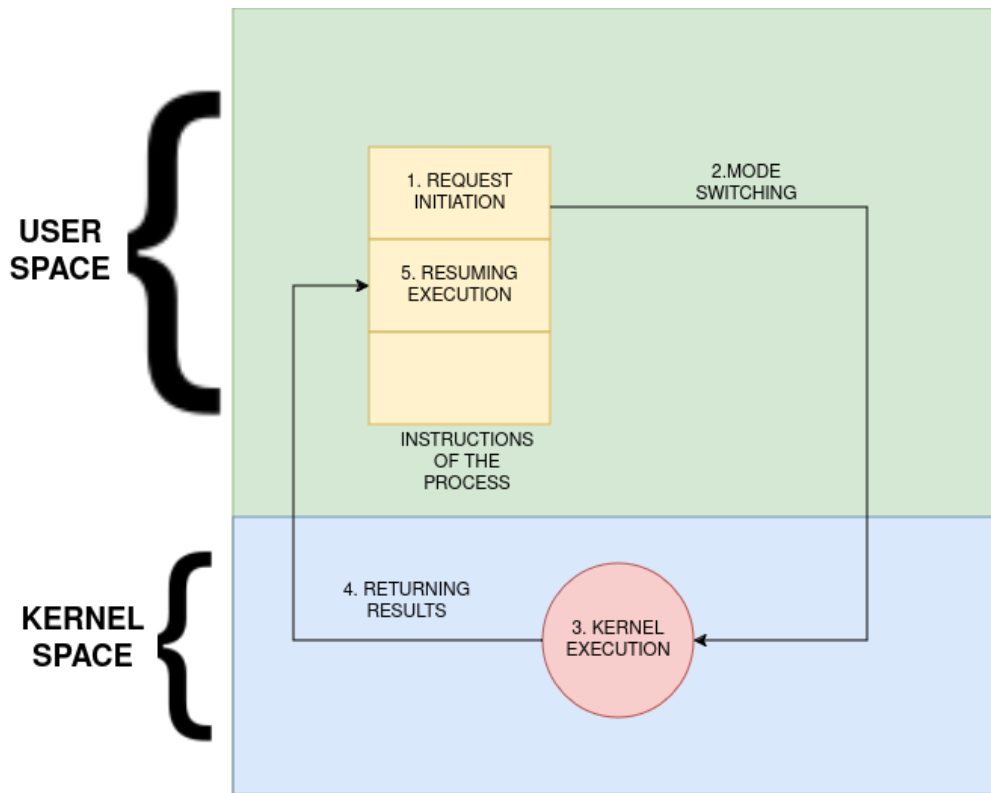 USER
SPACE
1. REQUEST
INITIATION
2.MODE
SWITCHING
5. RESUMING
EXECUTION
INSTRUCTIONS
OF THE
PROCESS
KERNEL
SPACE
4. RETURNING
RESULTS
3. KERNEL
EXECUTION